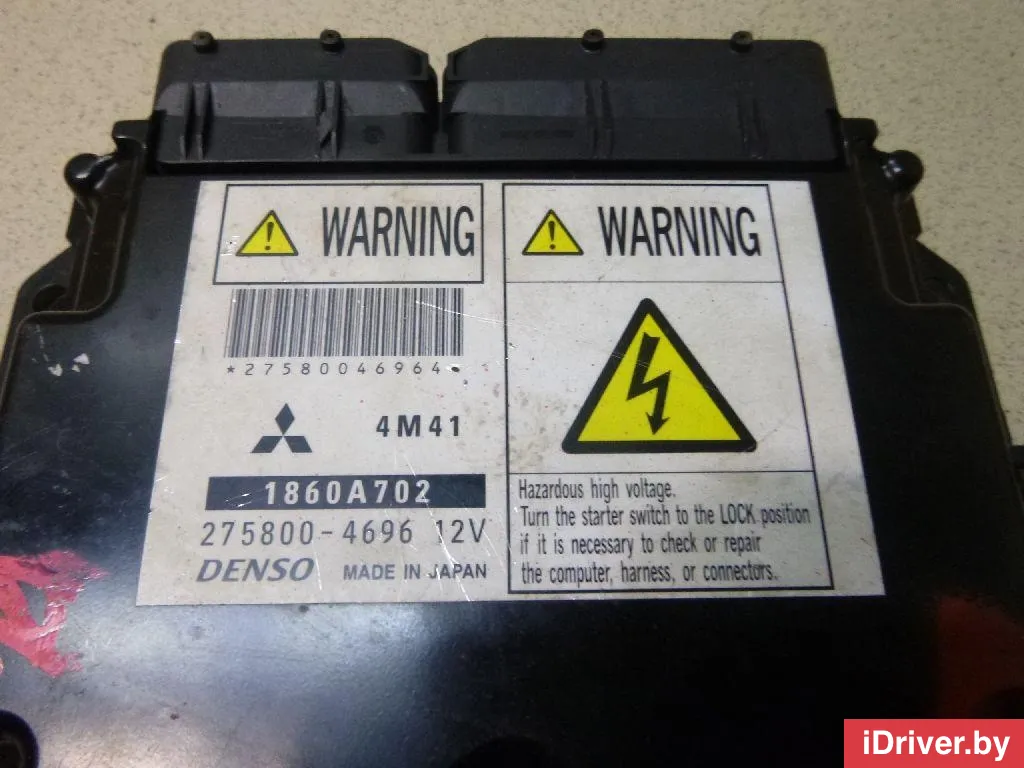 WARNING
*27580046964*
4M41
1860A702
275800-4696 12V
DENSO MADE IN JAPAN
WARNING
Hazardous high voltage.
Turn the starter switch to the LOCK position
if it is necessary to check or repair
the computer, harness, or connectors.
iDriver.by